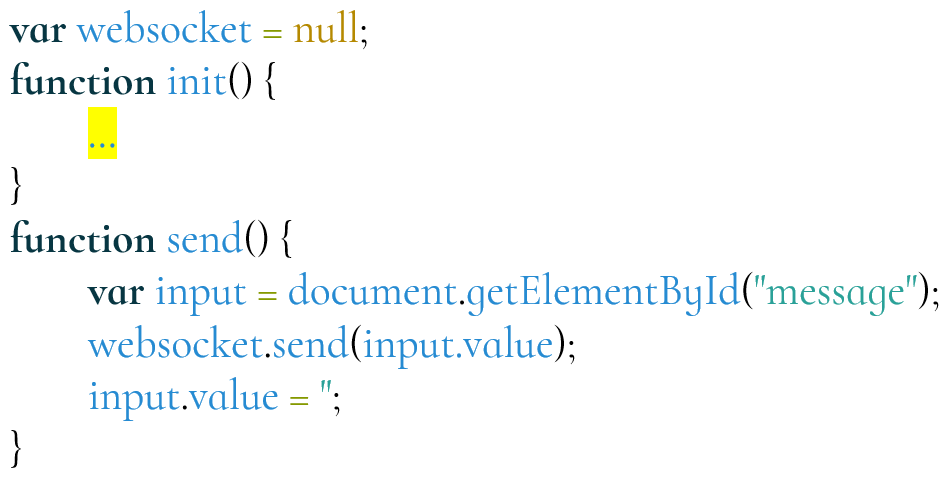 var websocket = null;
function init() {
...
}
function send() {
var input = document.getElementById("message");
websocket.send(input.value);
input.value = '';
}